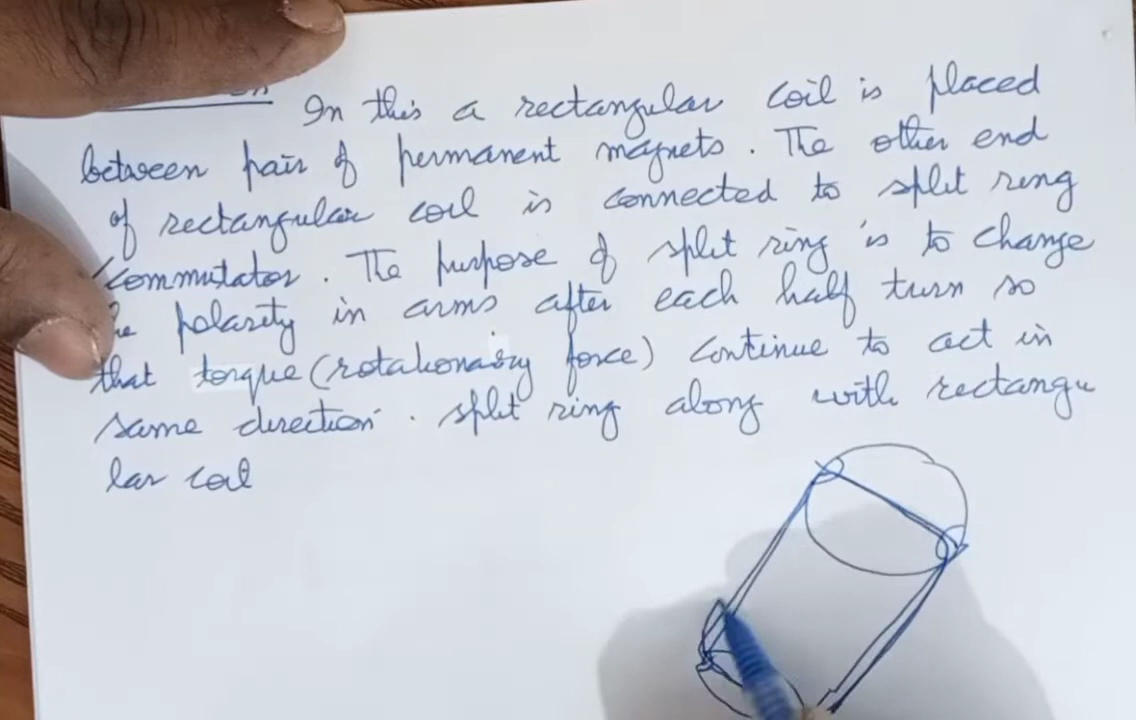 In this a rectangular coil is placed
between pair of permanent magnets. The other end
of rectangular coil is connected to split ring
commutator. The purpose of split ring is to change
polarity in arms after each half turn so
that torque (rotationary force) continue to act in
same direction. split ring along with rectangu
lar coil